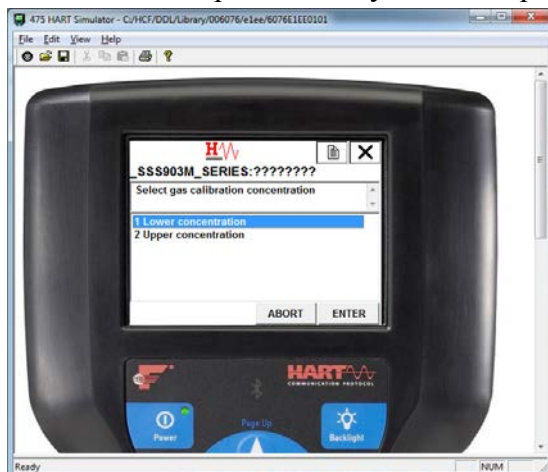 475 HART Simulator - C:/HCF/DDL/Library/006076/e1ee/6076E1EE0101
File Edit View Help
_SSS903M_SERIES:????????
Select gas calibration concentration
1 Lower concentration
2 Upper concentration
ABORT ENTER
HART
COMMUNICATION PROTOCOL
Power
Page Up
Backlight
Ready
NUM